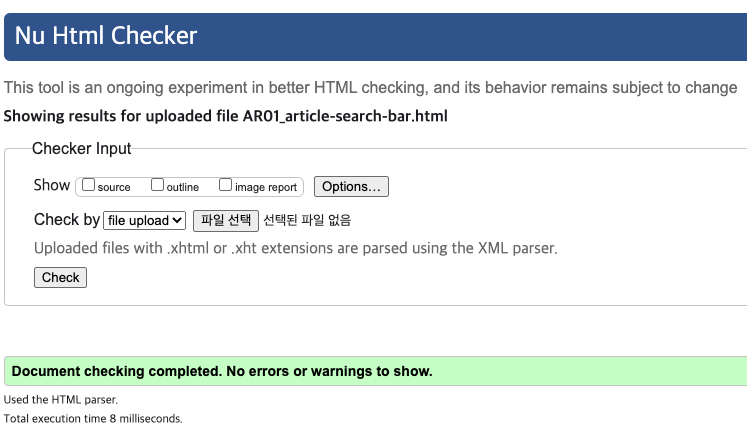 Nu Html Checker
This tool is an ongoing experiment in better HTML checking, and its behavior remains subject to change
Showing results for uploaded file AR01_article-search-bar.html
Checker Input
Show source outline image report Options...
Check by file upload 파일 선택 선택된 파일 없음
Uploaded files with .xhtml or .xht extensions are parsed using the XML parser.
Check
Document checking completed. No errors or warnings to show.
Used the HTML parser.
Total execution time 8 milliseconds.